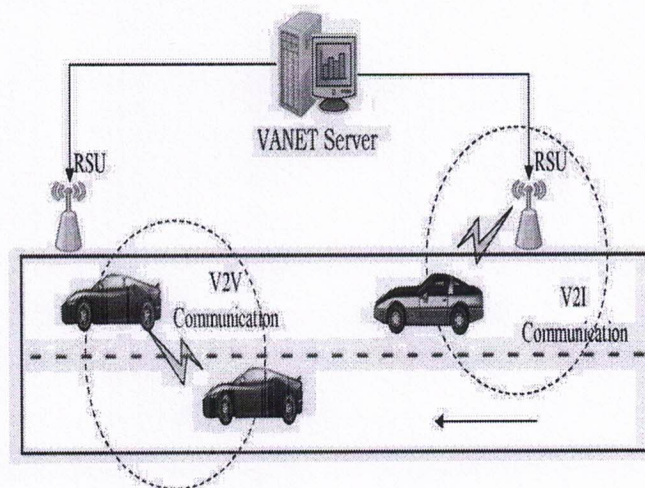 VANET Server
RSU
RSU
V2V
Communication
V2I
Communication